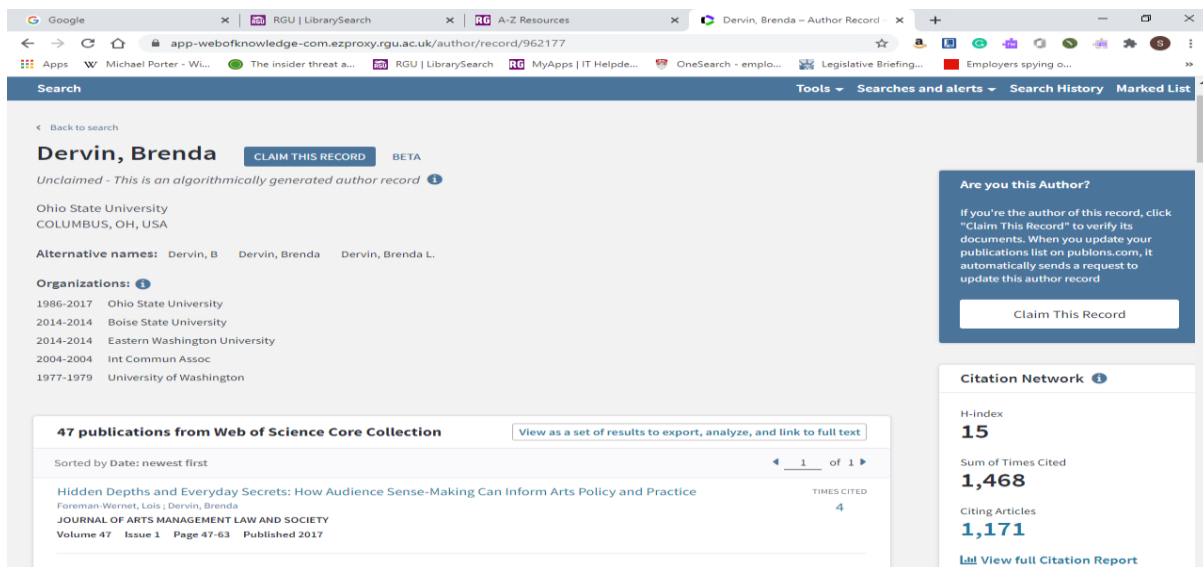 Google
RGU | LibrarySearch
RG A-Z Resources
Dervin, Brenda – Author Record –
app-webofknowledge-com.ezproxy.rgu.ac.uk/author/record/962177
Apps
W Michael Porter - Wi...
The insider threat a...
RGU | LibrarySearch
RG MyApps | IT Helpde...
OneSearch - emplo...
Legislative Briefing...
Employers spying o...
Search
Tools
Searches and alerts
Search History
Marked List
Back to search
Dervin, Brenda
CLAIM THIS RECORD
BETA
Unclaimed - This is an algorithmically generated author record
Ohio State University
COLUMBUS, OH, USA
Alternative names: Dervin, B Dervin, Brenda Dervin, Brenda L.
Organizations:
1986-2017 Ohio State University
2014-2014 Boise State University
2014-2014 Eastern Washington University
2004-2004 Int Commun Assoc
1977-1979 University of Washington
47 publications from Web of Science Core Collection
View as a set of results to export, analyze, and link to full text
Sorted by Date: newest first
1 of 1
Hidden Depths and Everyday Secrets: How Audience Sense-Making Can Inform Arts Policy and Practice
Foreman-Wernet, Lois ; Dervin, Brenda
JOURNAL OF ARTS MANAGEMENT LAW AND SOCIETY
Volume 47 Issue 1 Page 47-63 Published 2017
TIMES CITED
4
Are you this Author?
If you're the author of this record, click
"Claim This Record" to verify its
documents. When you update your
publications list on publons.com, it
automatically sends a request to
update this author record
Claim This Record
Citation Network
H-index
15
Sum of Times Cited
1,468
Citing Articles
1,171
View full Citation Report